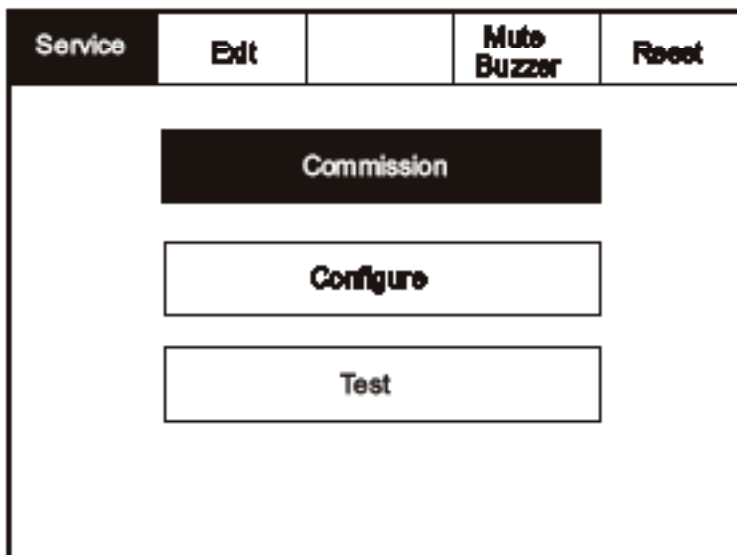 Service
Exit
Mute
Buzzer
Reset
Commission
Configure
Test